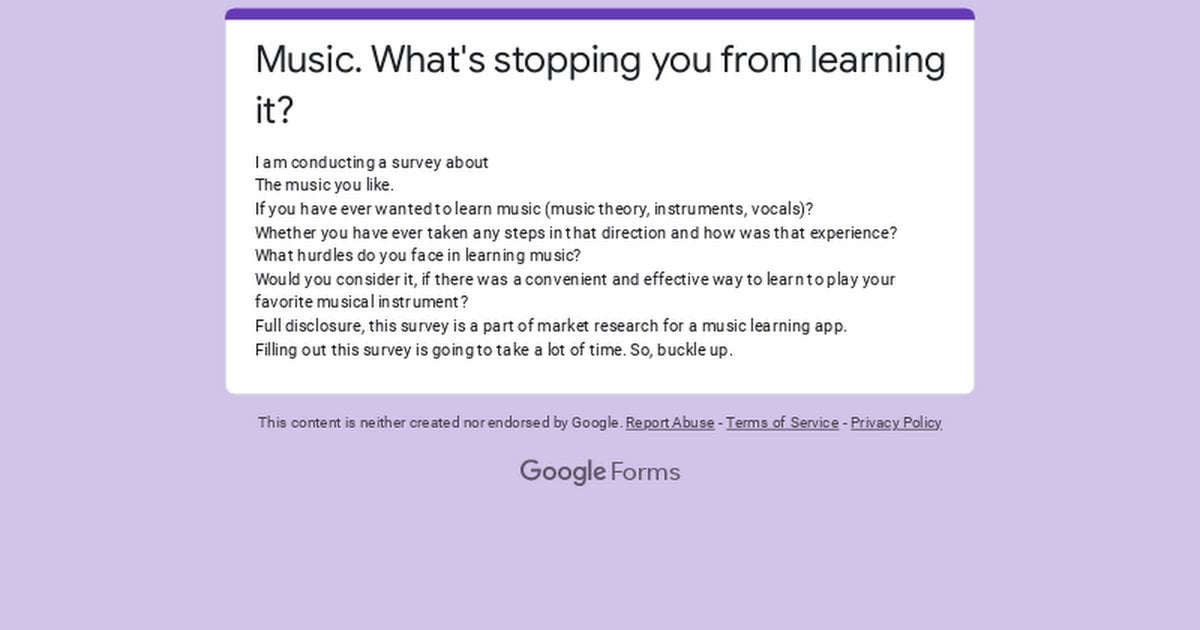 Music. What's stopping you from learning
it?
I am conducting a survey about
The music you like.
If you have ever wanted to learn music (music theory, instruments, vocals)?
Whether you have ever taken any steps in that direction and how was that experience?
What hurdles do you face in learning music?
Would you consider it, if there was a convenient and effective way to learn to play your
favorite musical instrument?
Full disclosure, this survey is a part of market research for a music learning app.
Filling out this survey is going to take a lot of time. So, buckle up.
This content is neither created nor endorsed by Google. Report Abuse - Terms of Service - Privacy Policy
Google Forms